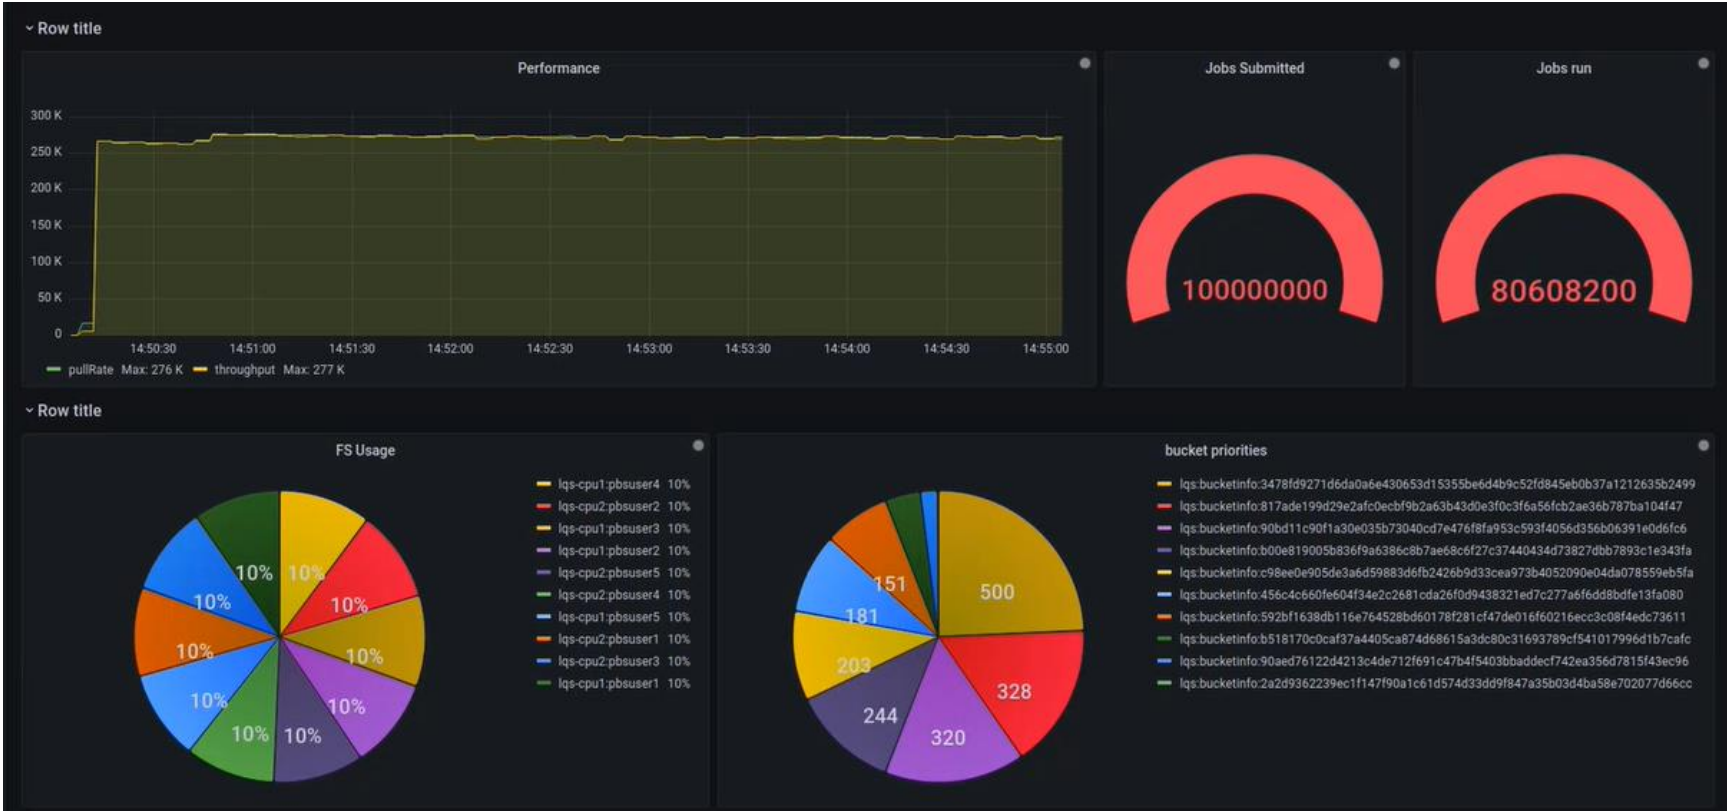 Row title
Performance
Jobs Submitted
Jobs run
300 K
250 K
200 K
150 K
100 K
50 K
0
14:50:30 14:51:00 14:51:30 14:52:00 14:52:30 14:53:00 14:53:30 14:54:00 14:54:30 14:55:00
pullRate Max: 276 K throughput Max: 277 K
100000000
80608200
Row title
FS Usage
10%
10%
10%
10%
10%
10%
10%
10%
10%
10%
lqs-cpu1:pbsuser4 10%
lqs-cpu2:pbsuser2 10%
lqs-cpu1:pbsuser3 10%
lqs-cpu1:pbsuser2 10%
lqs-cpu2:pbsuser5 10%
lqs-cpu2:pbsuser4 10%
lqs-cpu1:pbsuser5 10%
lqs-cpu2:pbsuser1 10%
lqs-cpu2:pbsuser3 10%
lqs-cpu1:pbsuser1 10%
bucket priorities
500
328
320
244
203
181
151
lqs:bucketinfo:3478fd9271d6da0a6e430653d15355be6d4b9c52fd845eb0b37a1212635b2499
lqs:bucketinfo:817ade199d29e2afc0ecbf9b2a63b43d0e3f0c3f6a56fcb2ae36b787ba104f47
lqs:bucketinfo:90bd11c90f1a30e035b73040cd7e476f8fa953c593f4056d356b06391e0d6fc6
lqs:bucketinfo:b00e819005b836f9a6386c8b7ae68c6f27c37440434d73827dbb7893c1e343fa
lqs:bucketinfo:c98ee0e905de3a6d59883d6fb2426b9d33cea973b4052090e04da078559eb5fa
lqs:bucketinfo:456c4c660fe604f34e2c2681cda26f0d9438321ed7c277a6f6dd8bdfe13fa080
lqs:bucketinfo:592bf1638db116e764528bd60178f281cf47de016f60216ecc3c08f4edc73611
lqs:bucketinfo:b518170c0caf37a4405ca874d68615a3dc80c31693789cf541017996d1b7cafc
lqs:bucketinfo:90aed76122d4213c4de712f691c47b4f5403bbaddecf742ea356d7815f43ec96
lqs:bucketinfo:2a2d9362239ec1f147f90a1c61d574d33dd9f847a35b03d4ba58e702077d66cc